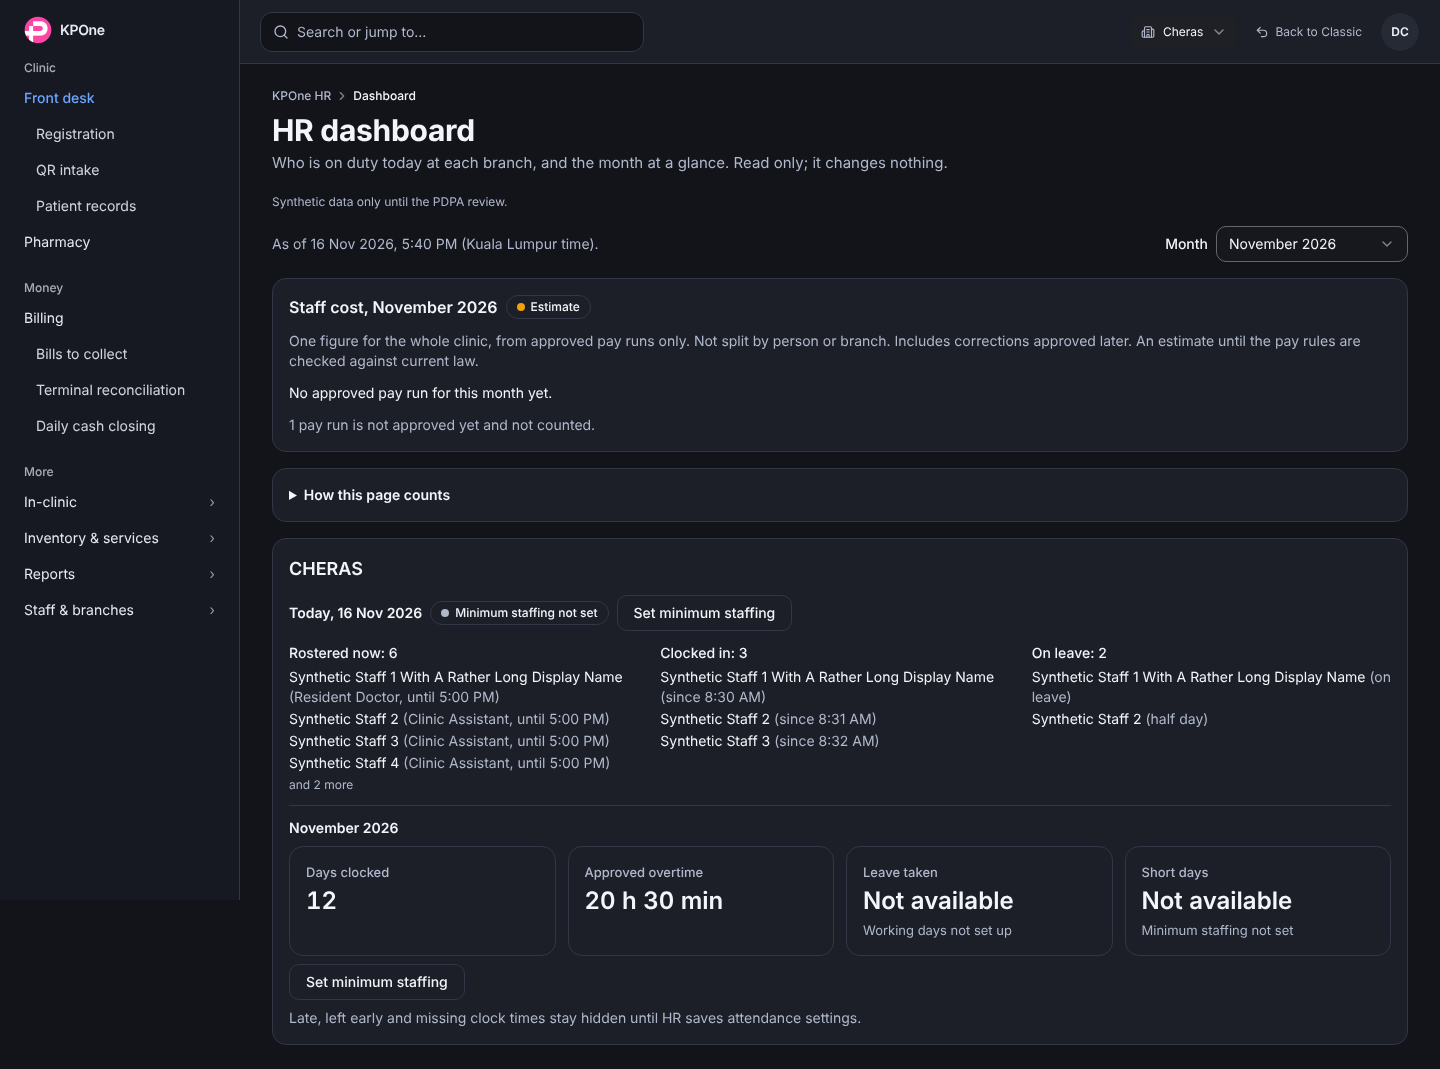 KPOne
Search or jump to...
Cheras
Back to Classic
DC
Clinic
Front desk
Registration
QR intake
Patient records
Pharmacy
Money
Billing
Bills to collect
Terminal reconciliation
Daily cash closing
More
In-clinic
Inventory & services
Reports
Staff & branches
KPOne HR > Dashboard
HR dashboard
Who is on duty today at each branch, and the month at a glance. Read only; it changes nothing.
Synthetic data only until the PDPA review.
As of 16 Nov 2026, 5:40 PM (Kuala Lumpur time).
Month
November 2026
Staff cost, November 2026
Estimate
One figure for the whole clinic, from approved pay runs only. Not split by person or branch. Includes corrections approved later. An estimate until the pay rules are
checked against current law.
No approved pay run for this month yet.
1 pay run is not approved yet and not counted.
How this page counts
CHERAS
Today, 16 Nov 2026
Minimum staffing not set
Set minimum staffing
Rostered now: 6
Synthetic Staff 1 With A Rather Long Display Name
(Resident Doctor, until 5:00 PM)
Synthetic Staff 2 (Clinic Assistant, until 5:00 PM)
Synthetic Staff 3 (Clinic Assistant, until 5:00 PM)
Synthetic Staff 4 (Clinic Assistant, until 5:00 PM)
and 2 more
Clocked in: 3
Synthetic Staff 1 With A Rather Long Display Name
(since 8:30 AM)
Synthetic Staff 2 (since 8:31 AM)
Synthetic Staff 3 (since 8:32 AM)
On leave: 2
Synthetic Staff 1 With A Rather Long Display Name (on
leave)
Synthetic Staff 2 (half day)
November 2026
Days clocked
12
Approved overtime
20 h 30 min
Leave taken
Not available
Working days not set up
Short days
Not available
Minimum staffing not set
Set minimum staffing
Late, left early and missing clock times stay hidden until HR saves attendance settings.